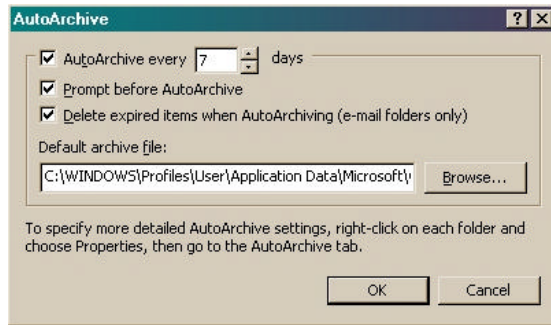 AutoArchive
AutoArchive every 7 days
Prompt before AutoArchive
Delete expired items when AutoArchiving (e-mail folders only)
Default archive file:
C:\WINDOWS\Profiles\User\Application Data\Microsoft\
Browse...
To specify more detailed AutoArchive settings, right-click on each folder and
choose Properties, then go to the AutoArchive tab.
OK Cancel